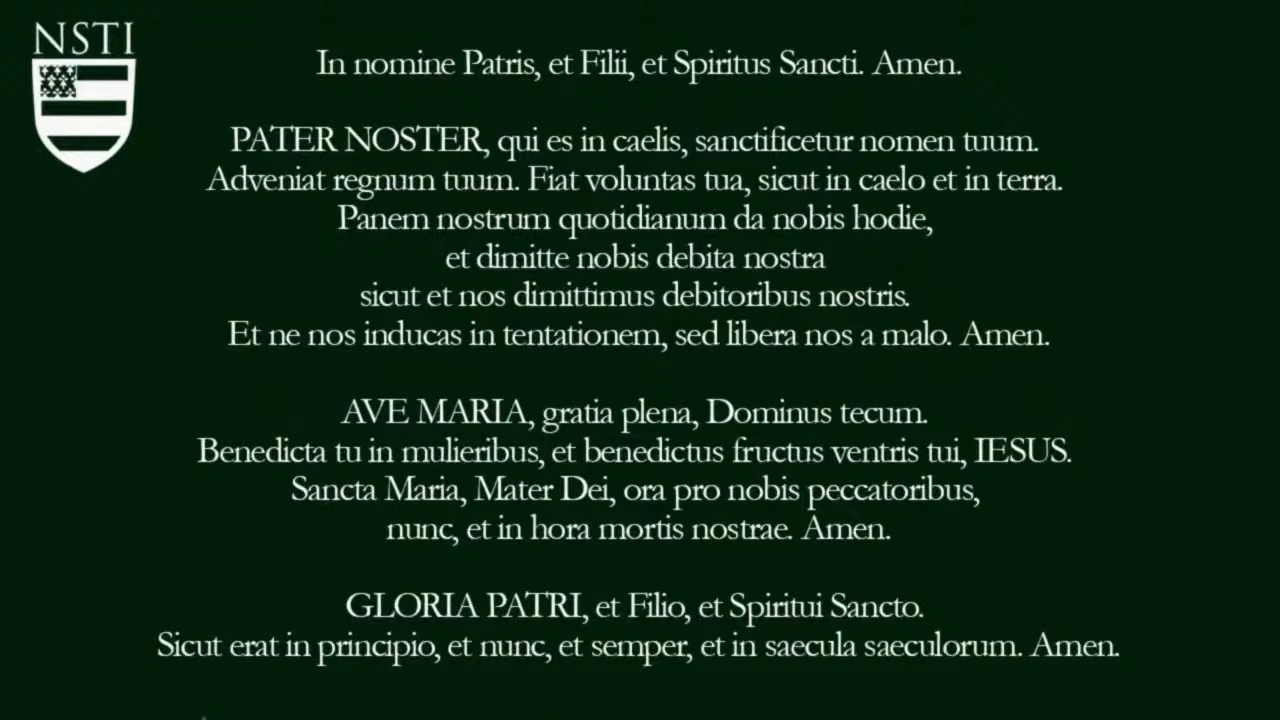 NSTI
In nomine Patris, et Filii, et Spiritus Sancti. Amen.
PATER NOSTER, qui es in caelis, sanctificetur nomen tuum.
Adveniat regnum tuum. Fiat voluntas tua, sicut in caelo et in terra.
Panem nostrum quotidianum da nobis hodie,
et dimitte nobis debita nostra
sicut et nos dimittimus debitoribus nostris.
Et ne nos inducas in tentationem, sed libera nos a malo. Amen.
AVE MARIA, gratia plena, Dominus tecum.
Benedicta tu in mulieribus, et benedictus fructus ventris tui, IESUS.
Sancta Maria, Mater Dei, ora pro nobis peccatoribus,
nunc, et in hora mortis nostrae. Amen.
GLORIA PATRI, et Filio, et Spiritui Sancto.
Sicut erat in principio, et nunc, et semper, et in saecula saeculorum. Amen.